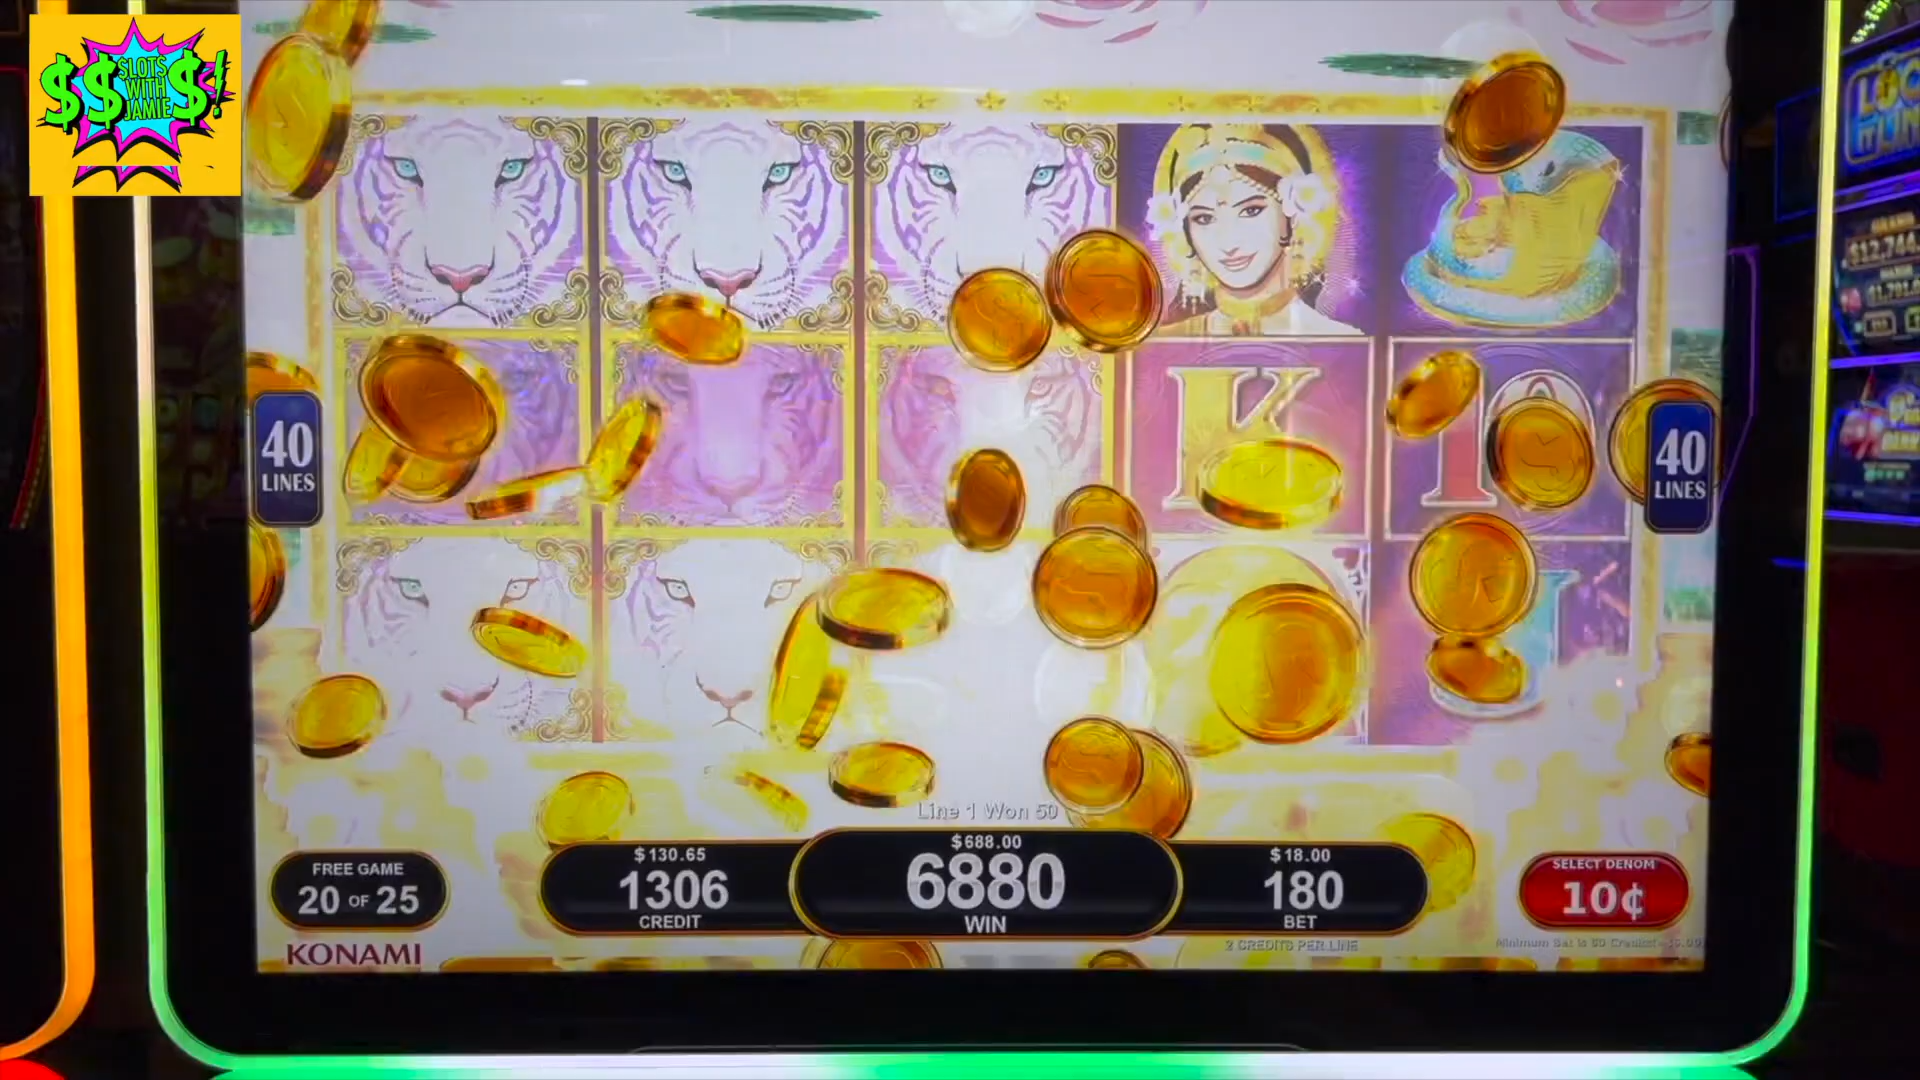 $$ SLOTS WITH JAMIE $!
40
LINES
K
10
40
LINES
Line 1 Won 50
FREE GAME
20 OF 25
$130.65
1306
CREDIT
$688.00
6880
WIN
$18.00
180
BET
2 CREDITS PER LINE
SELECT DENOM
10¢
KONAMI